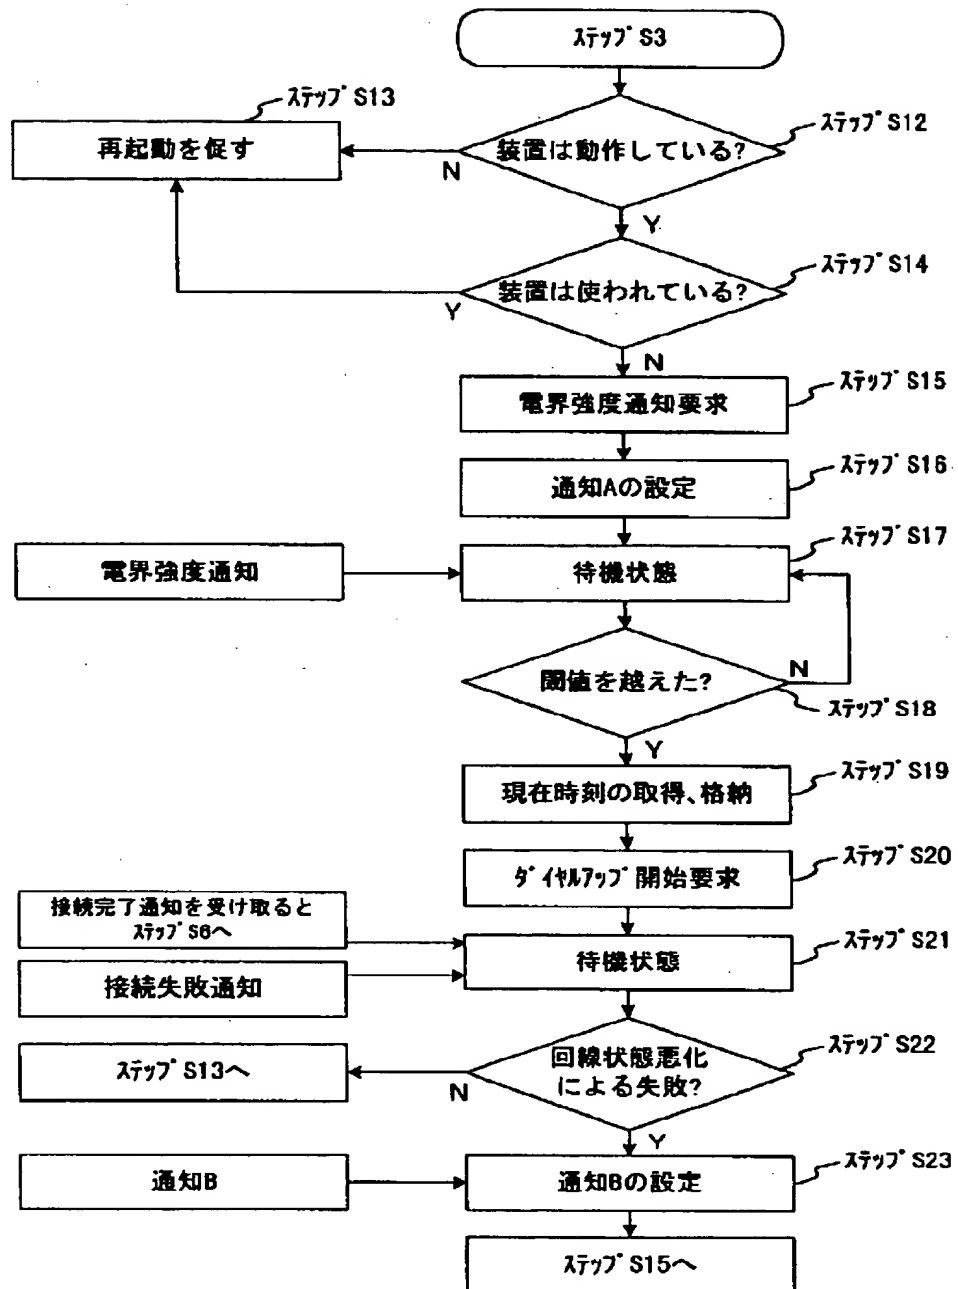 ｽﾃｯﾌﾟS3
ｽﾃｯﾌﾟS13
再起動を促す
装置は動作している?
ｽﾃｯﾌﾟS12
N
Y
装置は使われている?
ｽﾃｯﾌﾟS14
Y
N
電界強度通知要求
ｽﾃｯﾌﾟS15
通知Aの設定
ｽﾃｯﾌﾟS16
電界強度通知
待機状態
ｽﾃｯﾌﾟS17
閾値を越えた?
N
ｽﾃｯﾌﾟS18
Y
現在時刻の取得、格納
ｽﾃｯﾌﾟS19
ﾀﾞｲﾔﾙｱｯﾌﾟ開始要求
ｽﾃｯﾌﾟS20
接続完了通知を受け取ると
ｽﾃｯﾌﾟS6へ
待機状態
ｽﾃｯﾌﾟS21
接続失敗通知
ｽﾃｯﾌﾟS13へ
回線状態悪化
による失敗?
ｽﾃｯﾌﾟS22
N
Y
通知B
通知Bの設定
ｽﾃｯﾌﾟS23
ｽﾃｯﾌﾟS15へ